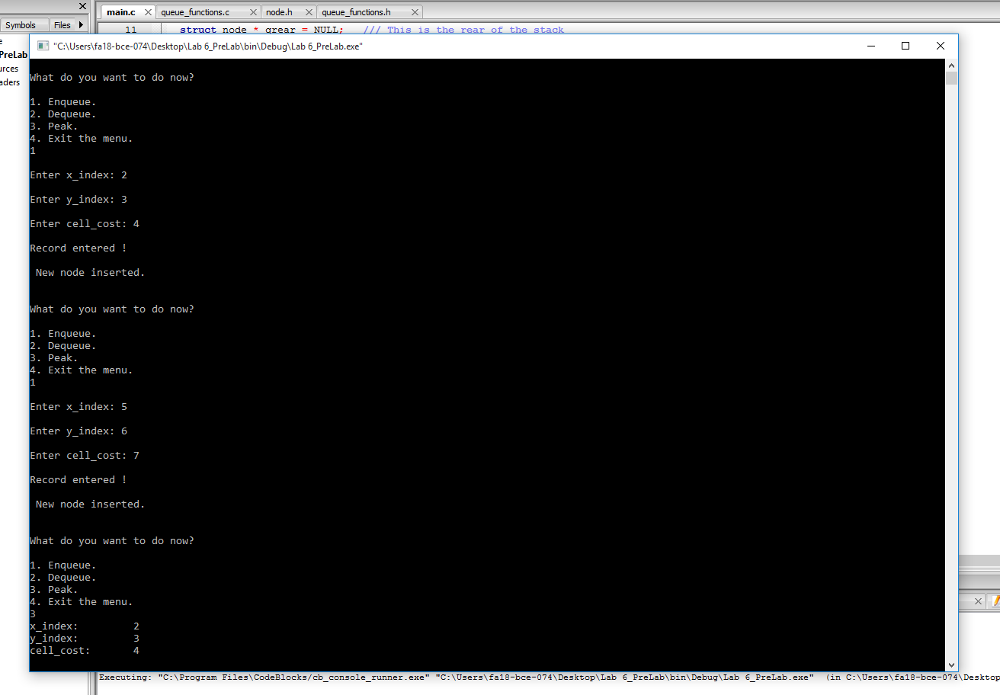 main.c queue_functions.c node.h queue_functions.h
Symbols Files
11 struct node * qrear = NULL; /// This is the rear of the stack
"C:\Users\fa18-bce-074\Desktop\Lab 6_PreLab\bin\Debug\Lab 6_PreLab.exe"
PreLab
urces
aders
What do you want to do now?
1. Enqueue.
2. Dequeue.
3. Peak.
4. Exit the menu.
1
Enter x_index: 2
Enter y_index: 3
Enter cell_cost: 4
Record entered !
New node inserted.
What do you want to do now?
1. Enqueue.
2. Dequeue.
3. Peak.
4. Exit the menu.
1
Enter x_index: 5
Enter y_index: 6
Enter cell_cost: 7
Record entered !
New node inserted.
What do you want to do now?
1. Enqueue.
2. Dequeue.
3. Peak.
4. Exit the menu.
3
x_index: 2
y_index: 3
cell_cost: 4
Executing: "C:\Program Files\CodeBlocks/cb_console_runner.exe" "C:\Users\fa18-bce-074\Desktop\Lab 6_PreLab\bin\Debug\Lab 6_PreLab.exe" (in C:\Users\fa18-bce-074\Desktop